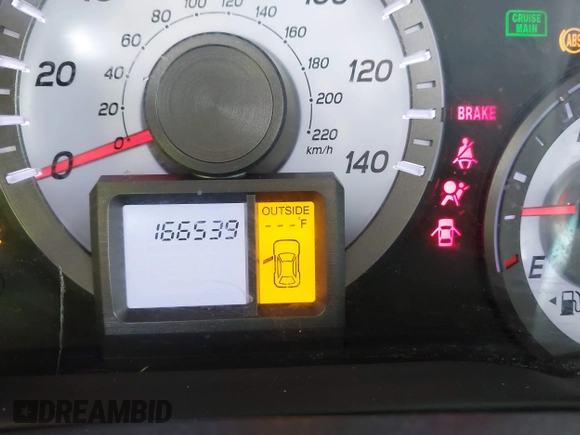 20
0
120
140
0
20
40
60
80
120
140
160
180
200
220
km/h
CRUISE
MAIN
ABS
BRAKE
166539
OUTSIDE
---°F
E
DREAMBID